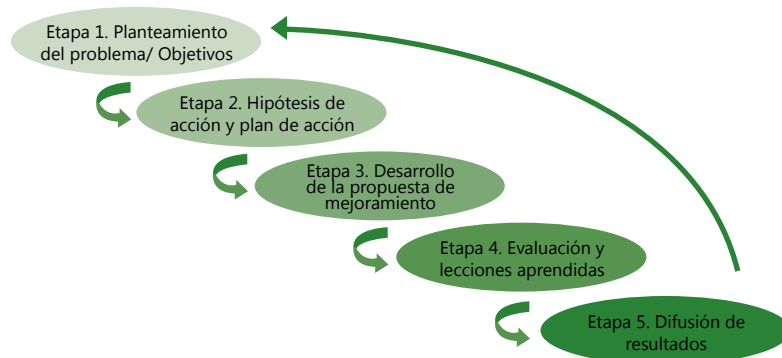 Etapa 1. Planteamiento
del problema/ Objetivos
Etapa 2. Hipótesis de
acción y plan de acción
Etapa 3. Desarrollo
de la propuesta de
mejoramiento
Etapa 4. Evaluación y
lecciones aprendidas
Etapa 5. Difusión de
resultados